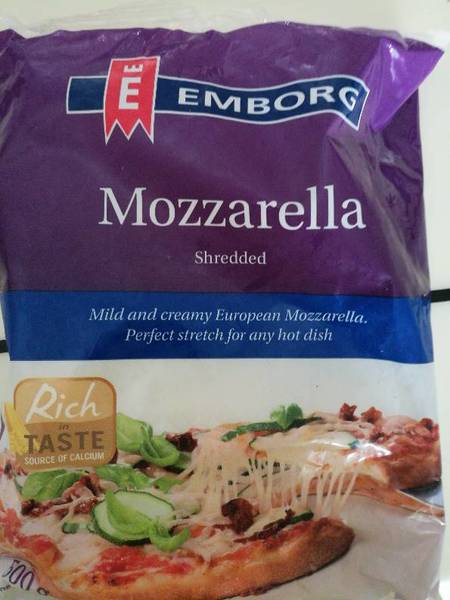 E
EMBORG
Mozzarella
Shredded
Mild and creamy European Mozzarella.
Perfect stretch for any hot dish
Rich
in
TASTE
SOURCE OF CALCIUM
500